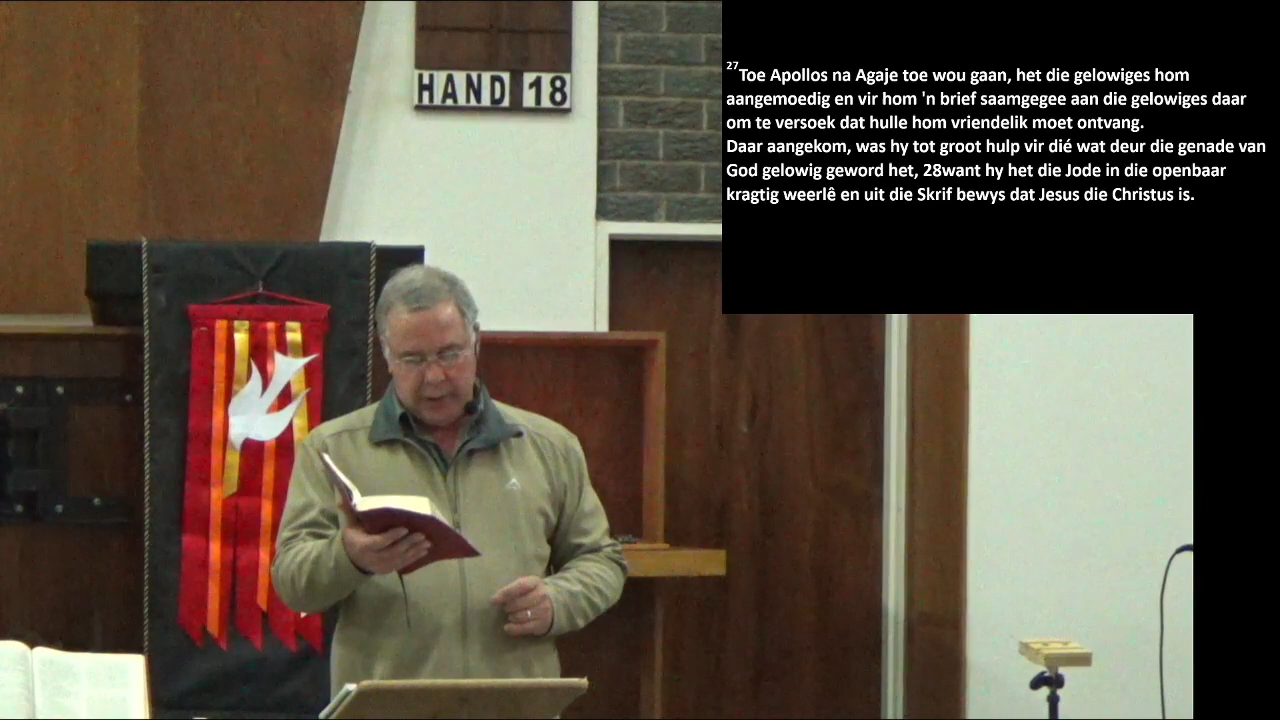 HAND 18
27Toe Apollos na Agaje toe wou gaan, het die gelowiges hom
aangemoedig en vir hom 'n brief saamgegee aan die gelowiges daar
om te versoek dat hulle hom vriendelik moet ontvang.
Daar aangekom, was hy tot groot hulp vir dié wat deur die genade van
God gelowig geword het, 28want hy het die Jode in die openbaar
kragtig weerlê en uit die Skrif bewys dat Jesus die Christus is.